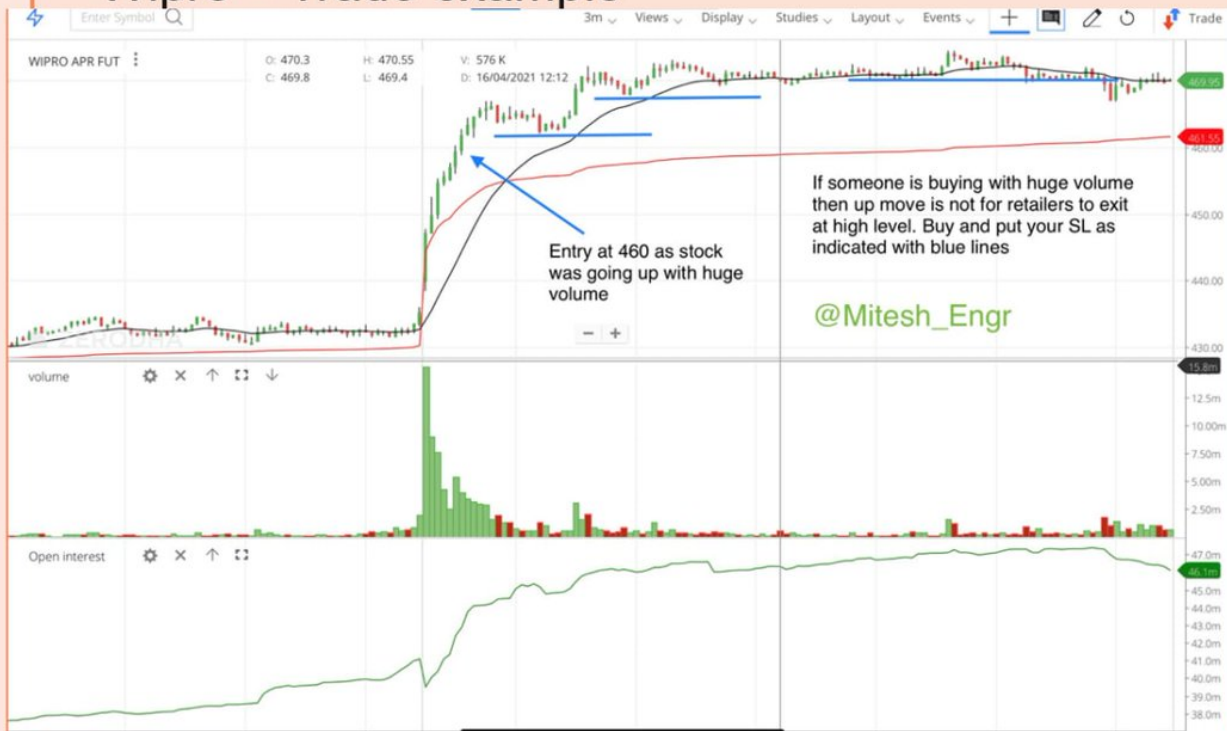 Enter Symbol
3m Views Display Studies Layout Events Trade
WIPRO APR FUT
O: 470.3 H: 470.55 V: 576 K
C: 469.8 L: 469.4 D: 16/04/2021 12:12
469.95
461.55
460.00
450.00
440.00
430.00
If someone is buying with huge volume
then up move is not for retailers to exit
at high level. Buy and put your SL as
indicated with blue lines
Entry at 460 as stock
was going up with huge
volume
@Mitesh_Engr
ZERODHA
volume
15.8m
12.5m
10.00m
7.50m
5.00m
2.50m
Open interest
47.0m
46.1m
45.0m
44.0m
43.0m
42.0m
41.0m
40.0m
39.0m
38.0m